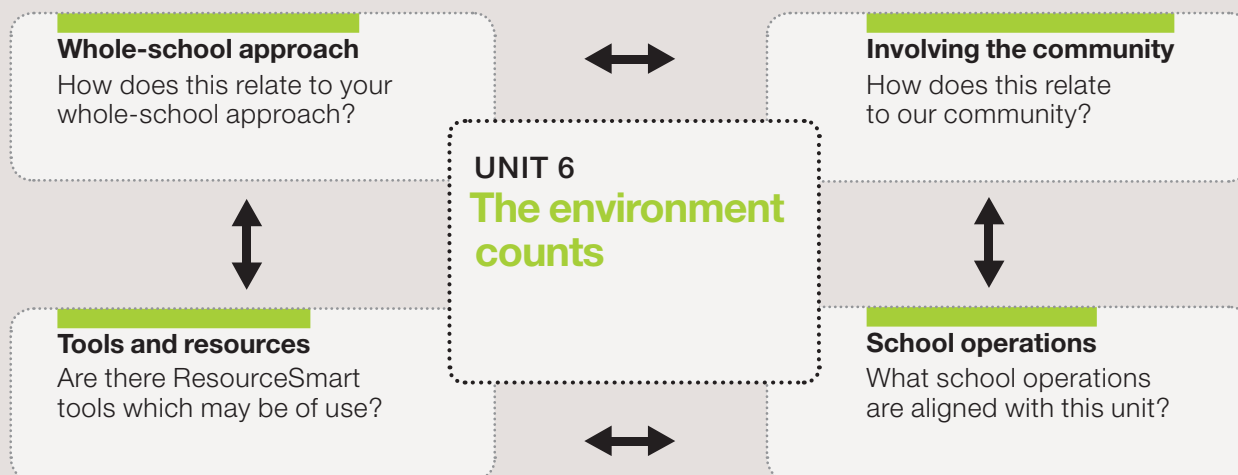 Whole-school approach
How does this relate to your
whole-school approach?
Involving the community
How does this relate
to our community?
UNIT 6
The environment
counts
Tools and resources
Are there ResourceSmart
tools which may be of use?
School operations
What school operations
are aligned with this unit?